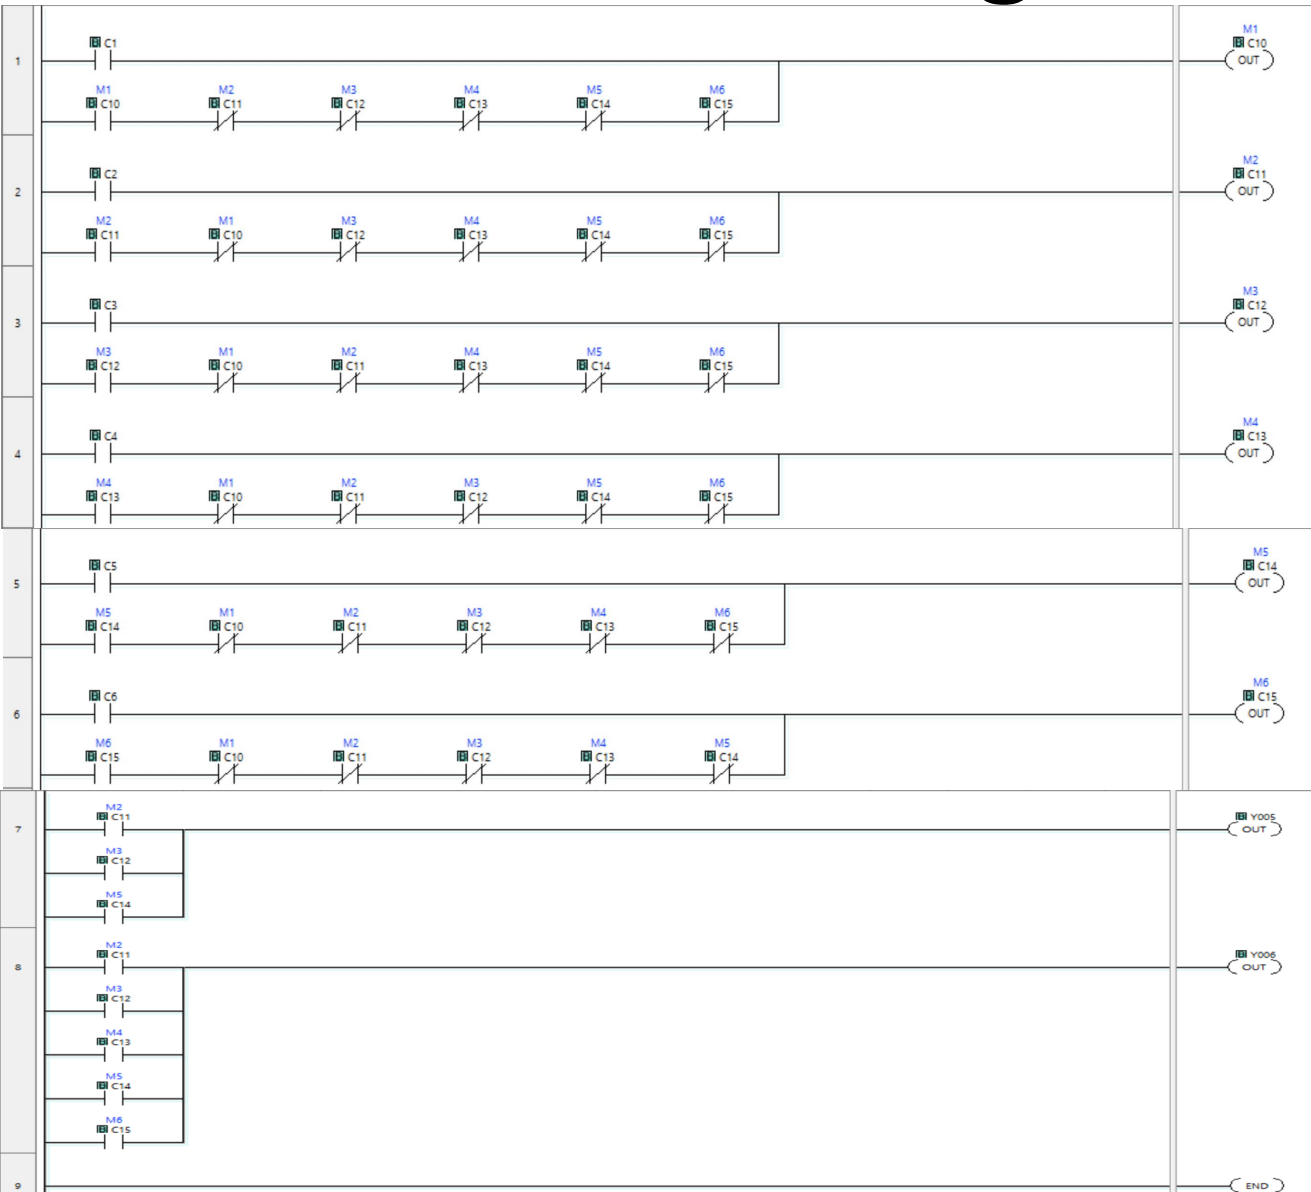 M1
C1 C10
1 OUT
M1 M2 M3 M4 M5 M6
C10 C11 C12 C13 C14 C15
M2
C2 C11
2 OUT
M2 M1 M3 M4 M5 M6
C11 C10 C12 C13 C14 C15
M3
C3 C12
3 OUT
M3 M1 M2 M4 M5 M6
C12 C10 C11 C13 C14 C15
M4
C4 C13
4 OUT
M4 M1 M2 M3 M5 M6
C13 C10 C11 C12 C14 C15
M5
C5 C14
5 OUT
M5 M1 M2 M3 M4 M6
C14 C10 C11 C12 C13 C15
M6
C6 C15
6 OUT
M6 M1 M2 M3 M4 M5
C15 C10 C11 C12 C13 C14
M2
C11 Y005
7 OUT
M3
C12
M5
C14
M2
C11 Y006
8 OUT
M3
C12
M4
C13
M5
C14
M6
C15
9 END